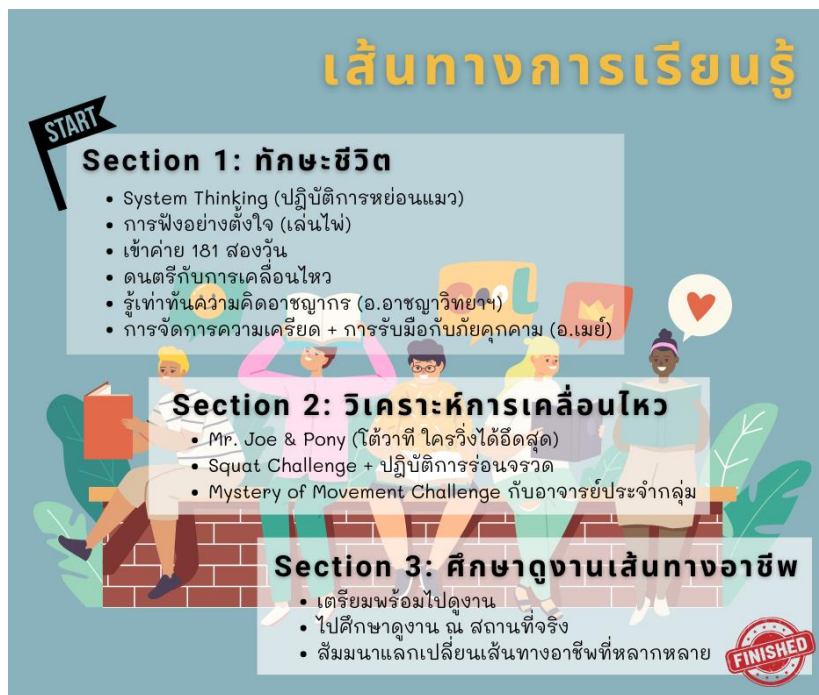 เส้นทางการเรียนรู้
START
Section 1: ทักษะชีวิต
• System Thinking (ปฏิบัติการหย่อนแมว)
• การฟังอย่างตั้งใจ (เล่นไพ่)
• เข้าค่าย 181 สองวัน
• ดนตรีกับการเคลื่อนไหว
• รู้เท่าทันความคิดอาชญากร (อ.อาชญาวิทยาฯ)
• การจัดการความเครียด + การรับมือกับภัยคุกคาม (อ.เมย์)
Section 2: วิเคราะห์การเคลื่อนไหว
• Mr. Joe & Pony (โต้วาที ใครวิ่งได้อึดสุด)
• Squat Challenge + ปฏิบัติการร่อนจรวด
• Mystery of Movement Challenge กับอาจารย์ประจำกลุ่ม
Section 3: ศึกษาดูงานเส้นทางอาชีพ
• เตรียมพร้อมไปดูงาน
• ไปศึกษาดูงาน ณ สถานที่จริง
• สัมมนาแลกเปลี่ยนเส้นทางอาชีพที่หลากหลาย
FINISHED